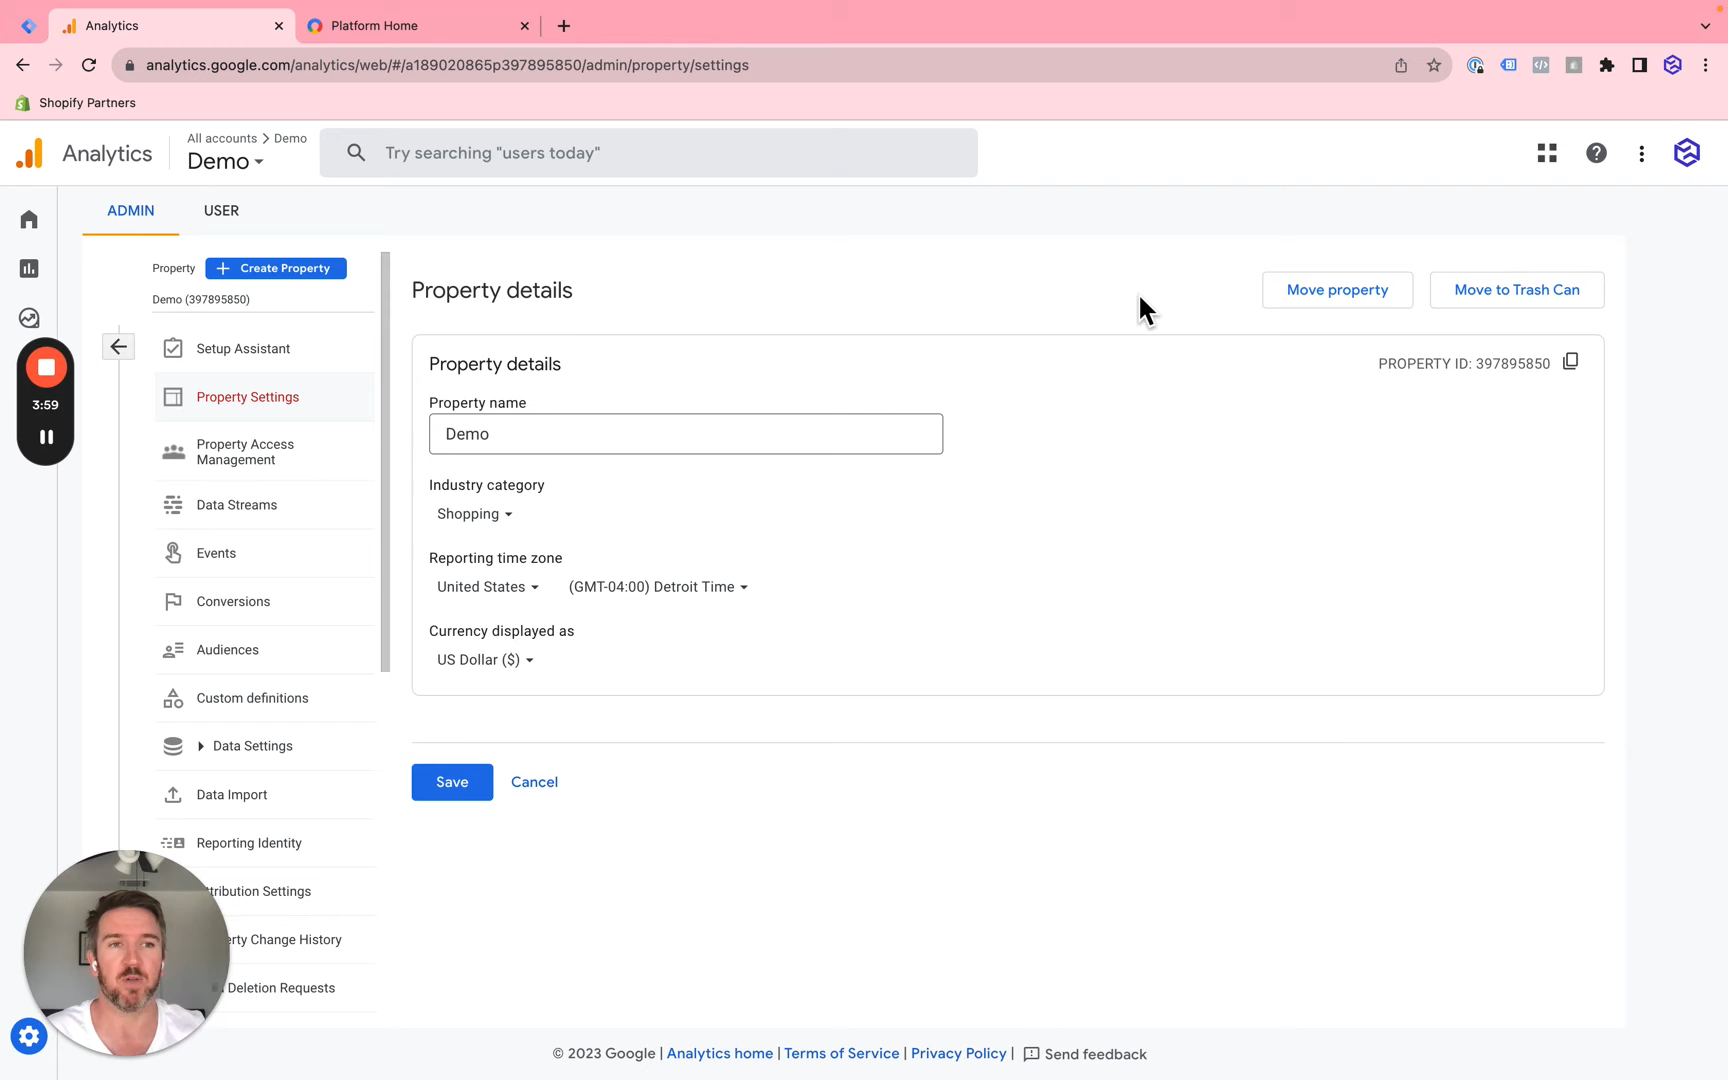 Analytics
Platform Home
analytics.google.com/analytics/web/#/a189020865p397895850/admin/property/settings
Shopify Partners
Analytics
All accounts > Demo
Demo
Try searching "users today"
ADMIN
USER
Property
+ Create Property
Demo (397895850)
Setup Assistant
Property Settings
Property Access
Management
Data Streams
Events
Conversions
Audiences
Custom definitions
Data Settings
Data Import
Reporting Identity
tribution Settings
erty Change History
Deletion Requests
3:59
Property details
Move property
Move to Trash Can
Property details
PROPERTY ID: 397895850
Property name
Demo
Industry category
Shopping
Reporting time zone
United States
(GMT-04:00) Detroit Time
Currency displayed as
US Dollar ($)
Save
Cancel
© 2023 Google | Analytics home | Terms of Service | Privacy Policy | Send feedback